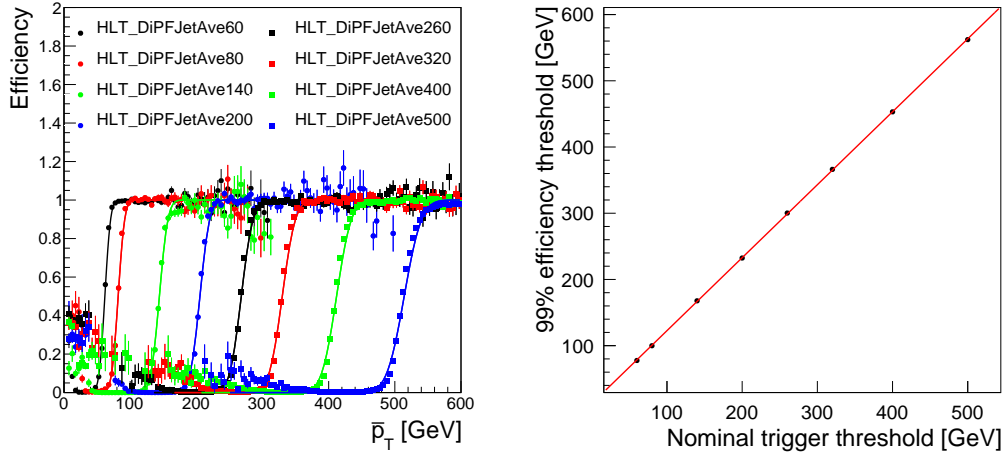 Efficiency
2
1.8
1.6
1.4
1.2
1
0.8
0.6
0.4
0.2
0
HLT_DiPFJetAve60
HLT_DiPFJetAve80
HLT_DiPFJetAve140
HLT_DiPFJetAve200
HLT_DiPFJetAve260
HLT_DiPFJetAve320
HLT_DiPFJetAve400
HLT_DiPFJetAve500
0 100 200 300 400 500 600
p̅_T [GeV]
99% efficiency threshold [GeV]
600
500
400
300
200
100
100 200 300 400 500
Nominal trigger threshold [GeV]